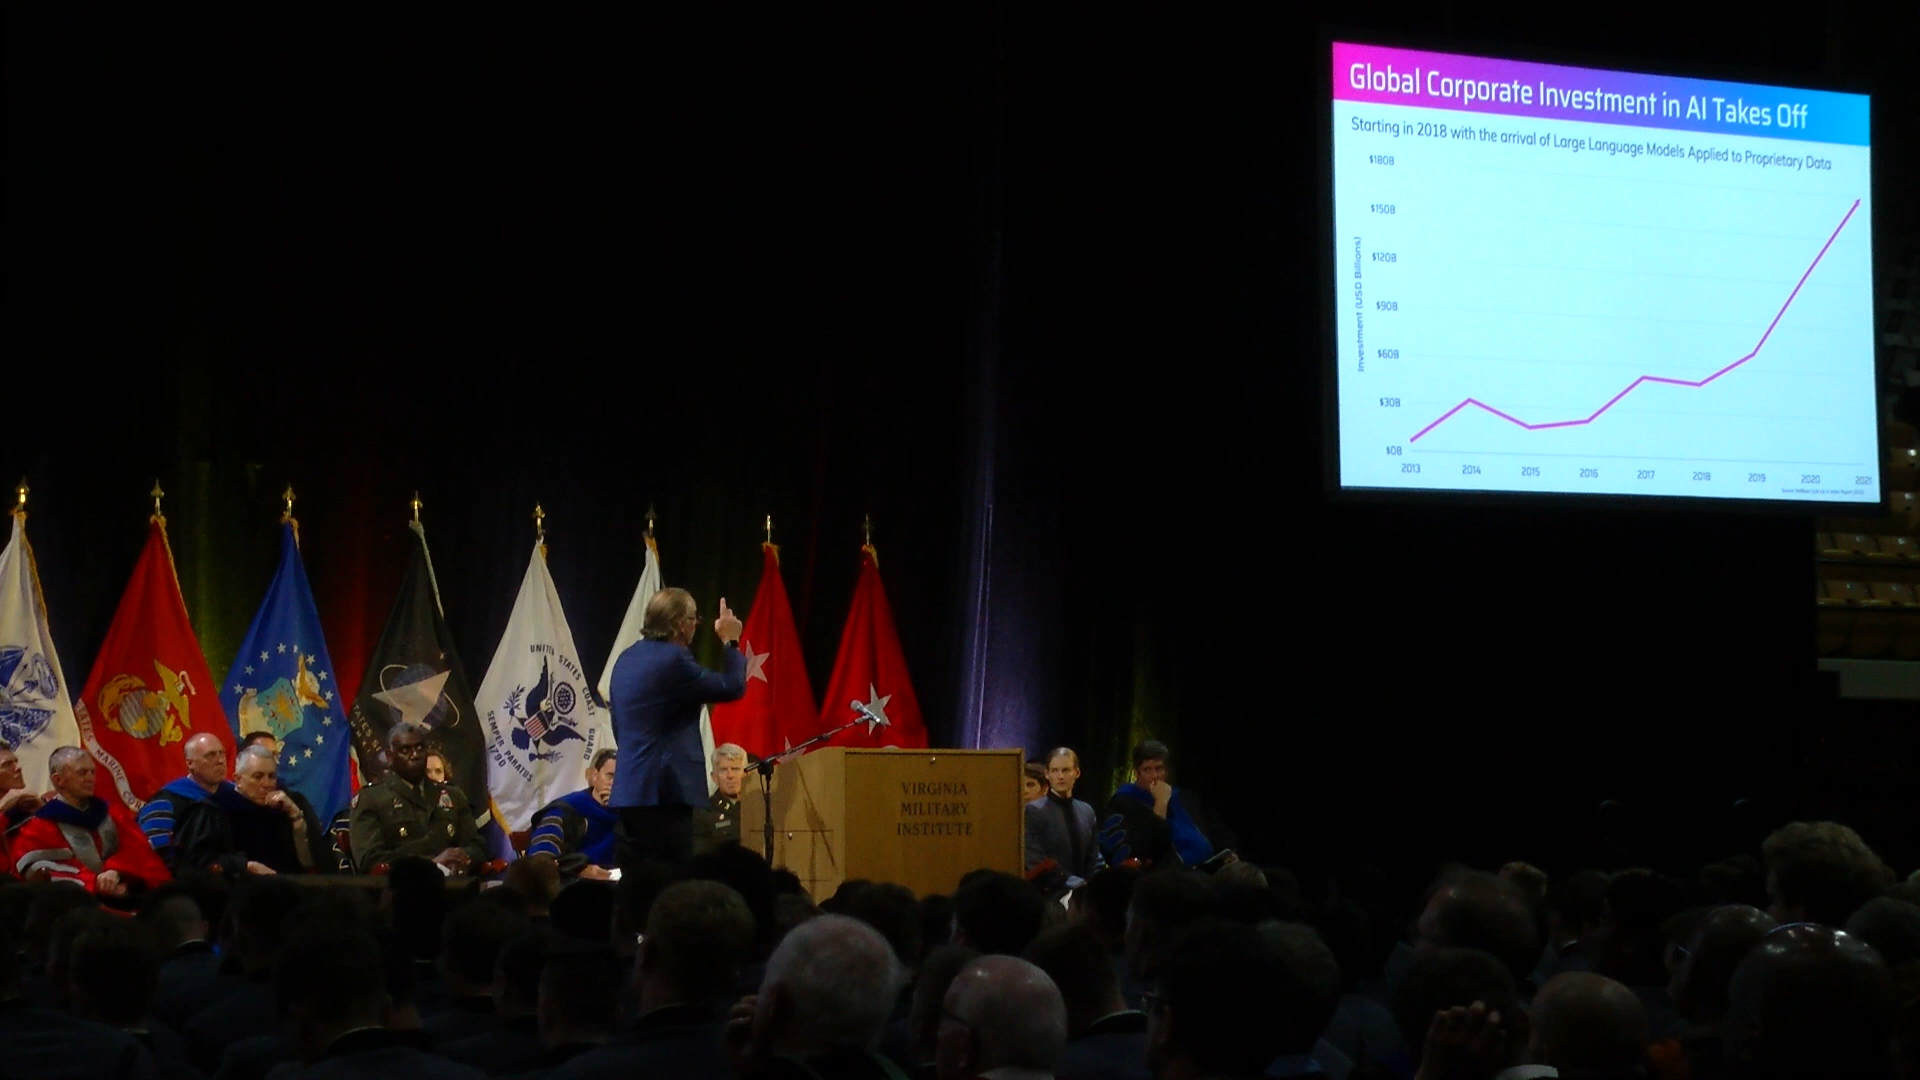 Global Corporate Investment in AI Takes Off
Starting in 2018 with the arrival of Large Language Models Applied to Proprietary Data
$180B
$150B
$120B
$90B
$60B
$30B
$0B
Investment (USD Billions)
2013 2014 2015 2016 2017 2018 2019 2020 2021
UNITED STATES COAST GUARD
SEMPER PARATUS
1790
VIRGINIA
MILITARY
INSTITUTE